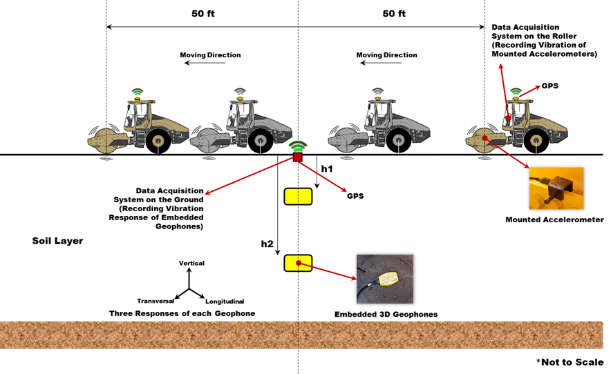 50 ft
50 ft
Data Acquisition
System on the Roller
(Recording Vibration of
Mounted Accelerometers)
Moving Direction
Moving Direction
GPS
h1
Data Acquisition
System on the Ground
(Recording Vibration
Response of Embedded
Geophones)
GPS
Mounted Accelerometer
h2
Soil Layer
Vertical
Transversal
Longitudinal
Three Responses of each Geophone
Embedded 3D Geophones
*Not to Scale